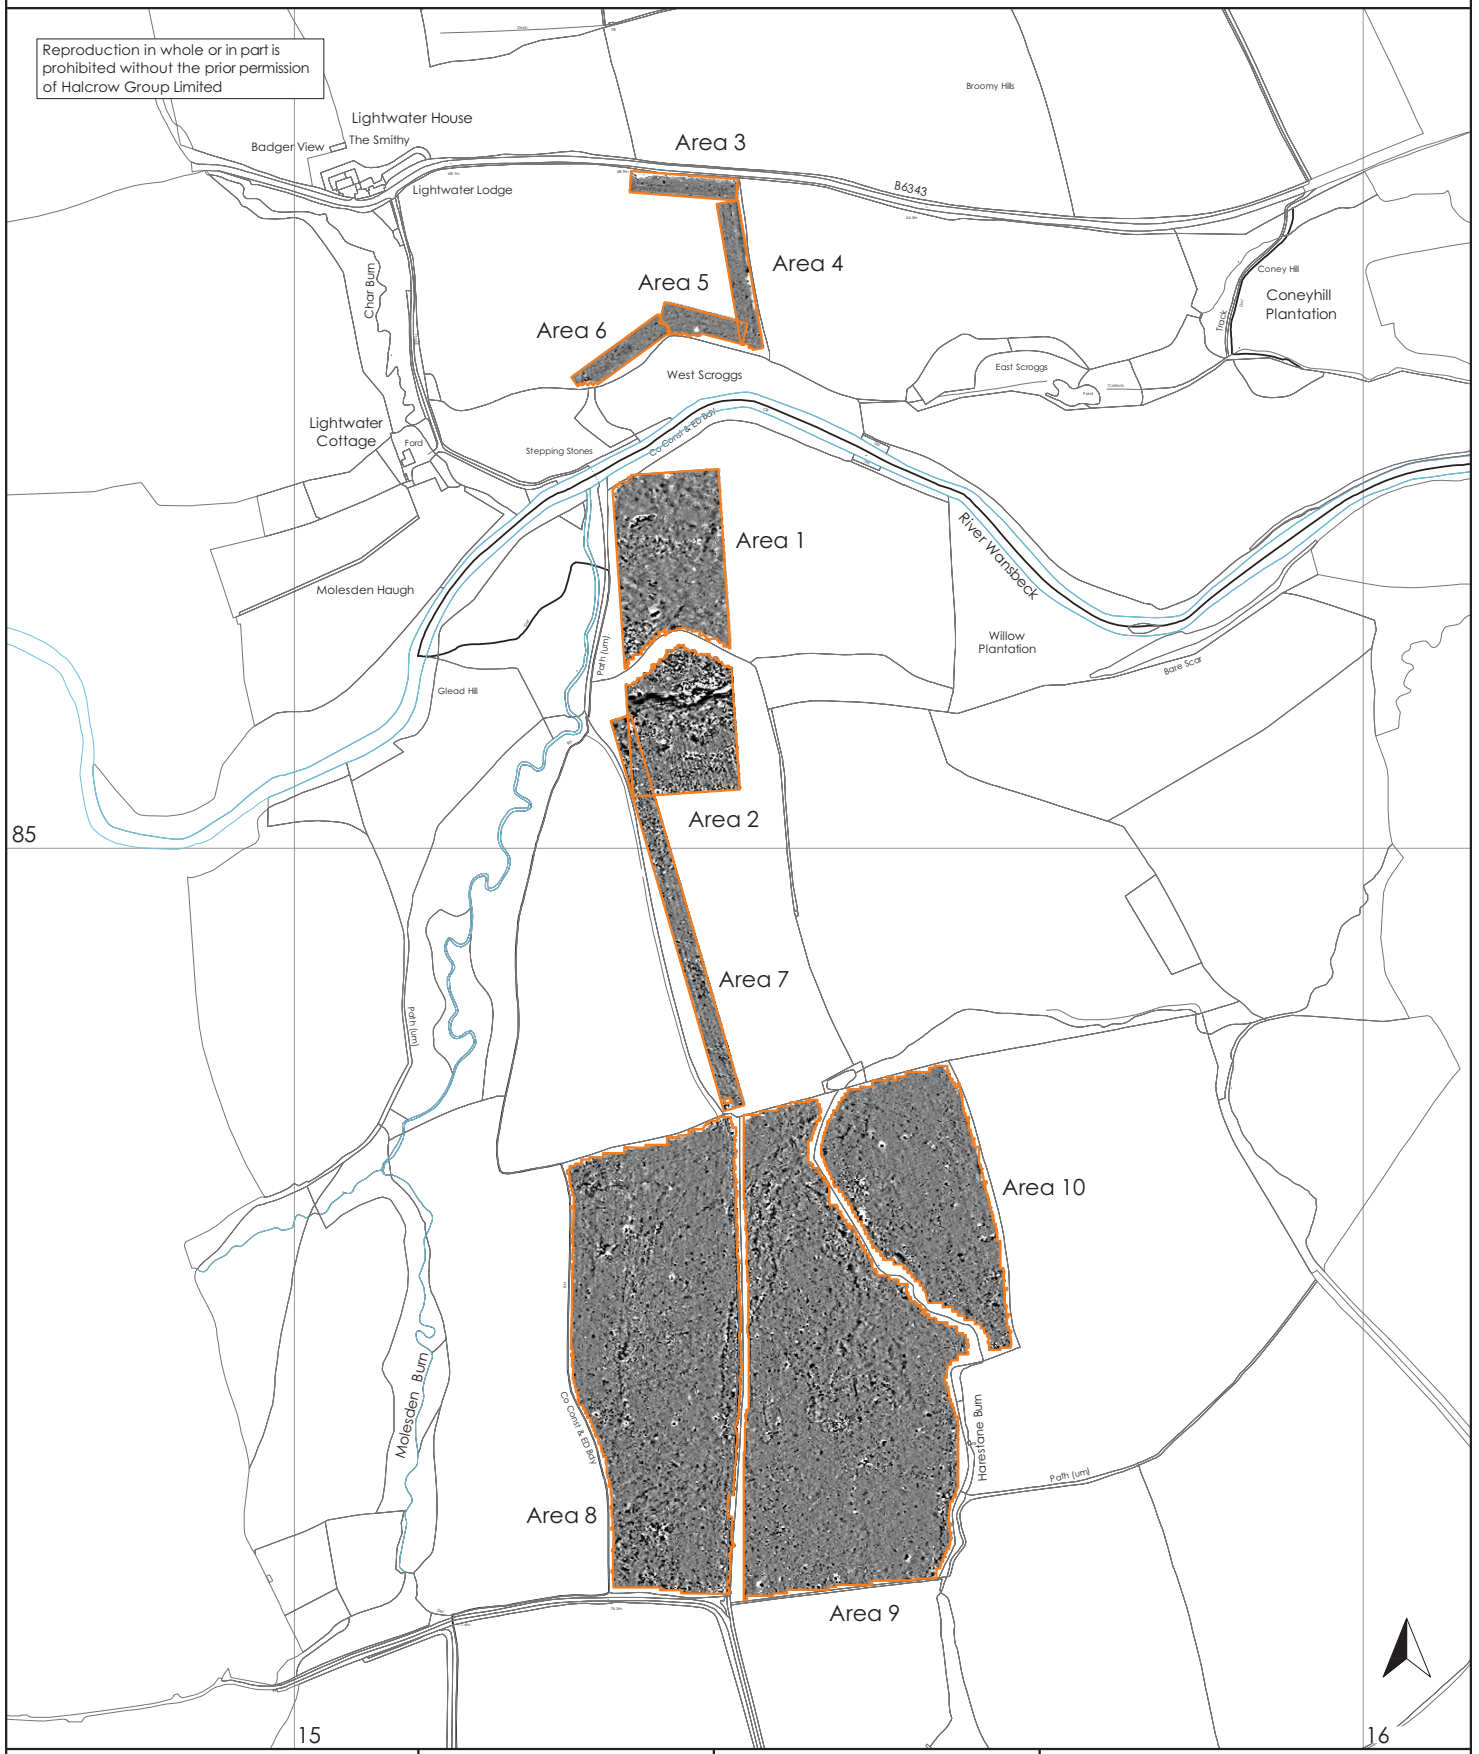 Reproduction in whole or in part is
prohibited without the prior permission
of Halcrow Group Limited
Drain
Broomy Hills
Lightwater House
The Smithy
Badger View
Area 3
Lightwater Lodge
B6343
Area 4
Area 5
Area 6
Char Burn
Coney Hill
Coneyhill
Plantation
Track
West Scroggs
East Scroggs
Pond
Collects
Lightwater
Cottage
Ford
Stepping Stones
Co Const & ED Bdy
Area 1
River Wansbeck
Molesden Haugh
Willow
Plantation
Bare Scar
Path (um)
Glead Hill
Area 2
85
Area 7
Path (um)
Area 10
Molesden Burn
Co Const & ED Bdy
Harestane Burn
Path (um)
Area 8
Area 9
15
16